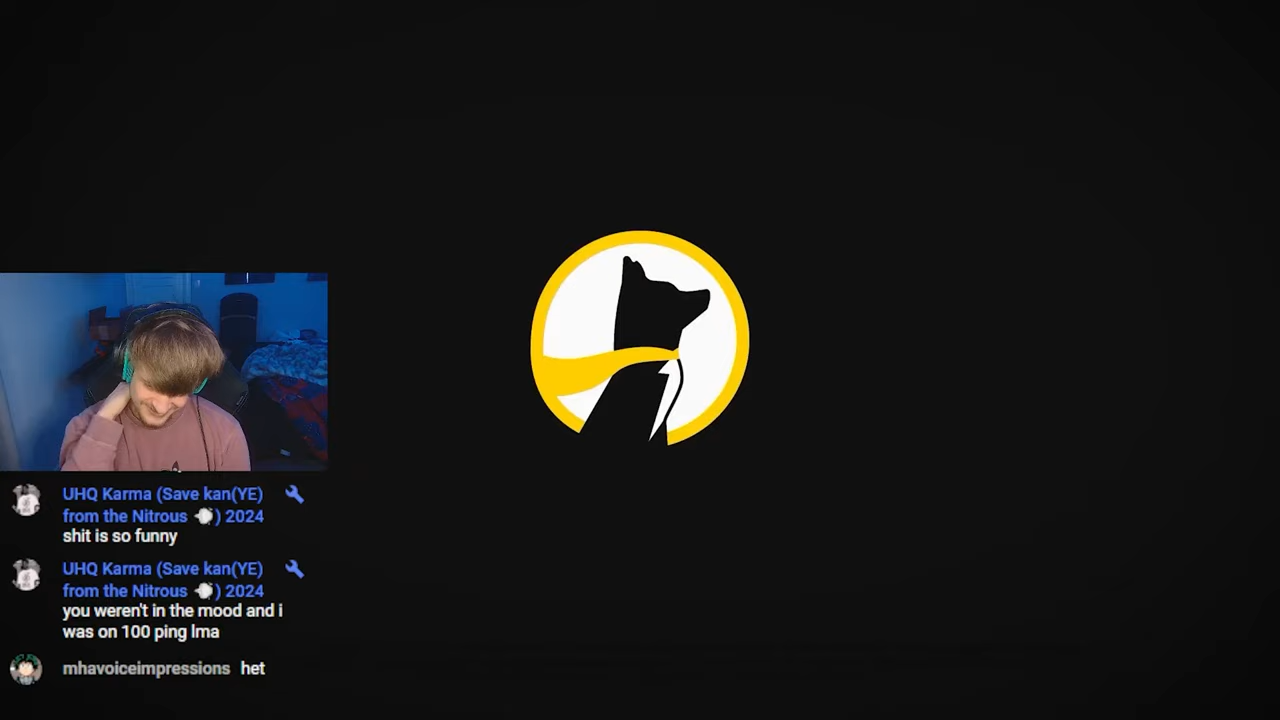 UHQ Karma (Save kan(YE)
from the Nitrous 💨) 2024
shit is so funny
UHQ Karma (Save kan(YE)
from the Nitrous 💨) 2024
you weren't in the mood and i
was on 100 ping lma
mhavoiceimpressions het